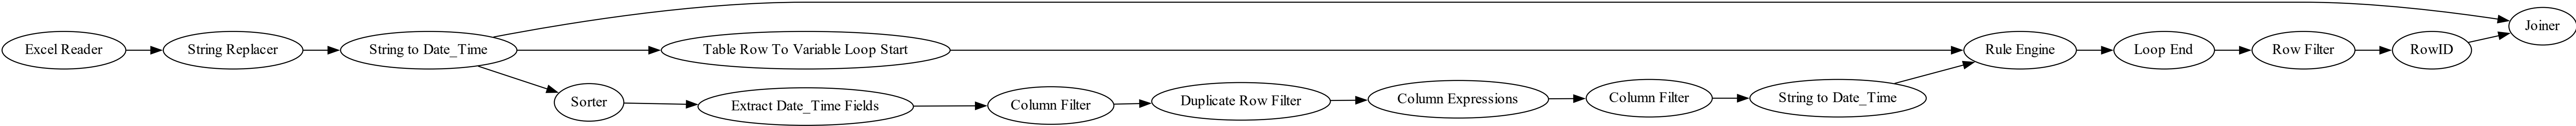 Excel Reader
String Replacer
String to Date_Time
Table Row To Variable Loop Start
Rule Engine
Loop End
Row Filter
RowID
Joiner
Sorter
Extract Date_Time Fields
Column Filter
Duplicate Row Filter
Column Expressions
Column Filter
String to Date_Time